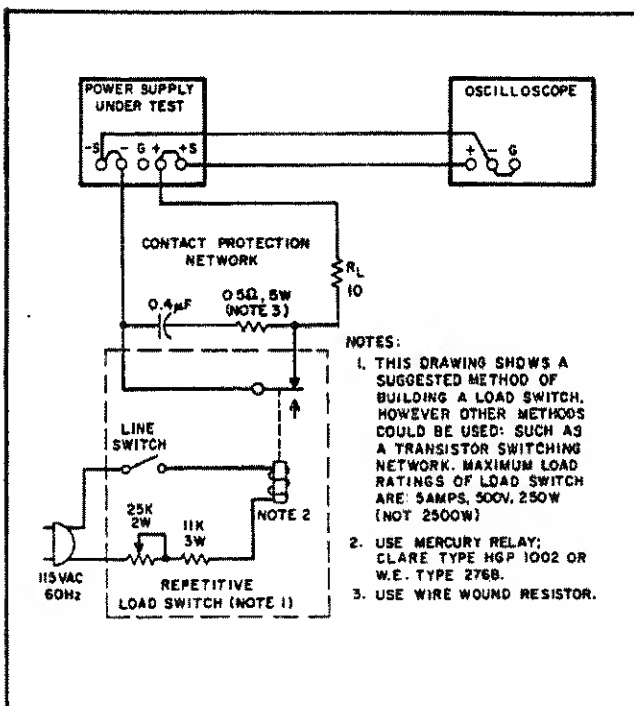 POWER SUPPLY
UNDER TEST
-S - G + +S
OSCILLOSCOPE
+ - G
CONTACT PROTECTION
NETWORK
RL
10
0.4µF
0.5Ω, 5W
(NOTE 3)
LINE
SWITCH
NOTE 2
25K
2W
11K
3W
115VAC
60Hz
REPETITIVE
LOAD SWITCH (NOTE 1)
NOTES:
1. THIS DRAWING SHOWS A
SUGGESTED METHOD OF
BUILDING A LOAD SWITCH.
HOWEVER OTHER METHODS
COULD BE USED: SUCH AS
A TRANSISTOR SWITCHING
NETWORK. MAXIMUM LOAD
RATINGS OF LOAD SWITCH
ARE: 5AMPS, 500V, 250W
(NOT 2500W)
2. USE MERCURY RELAY;
CLARE TYPE HGP 1002 OR
W.E. TYPE 276B.
3. USE WIRE WOUND RESISTOR.